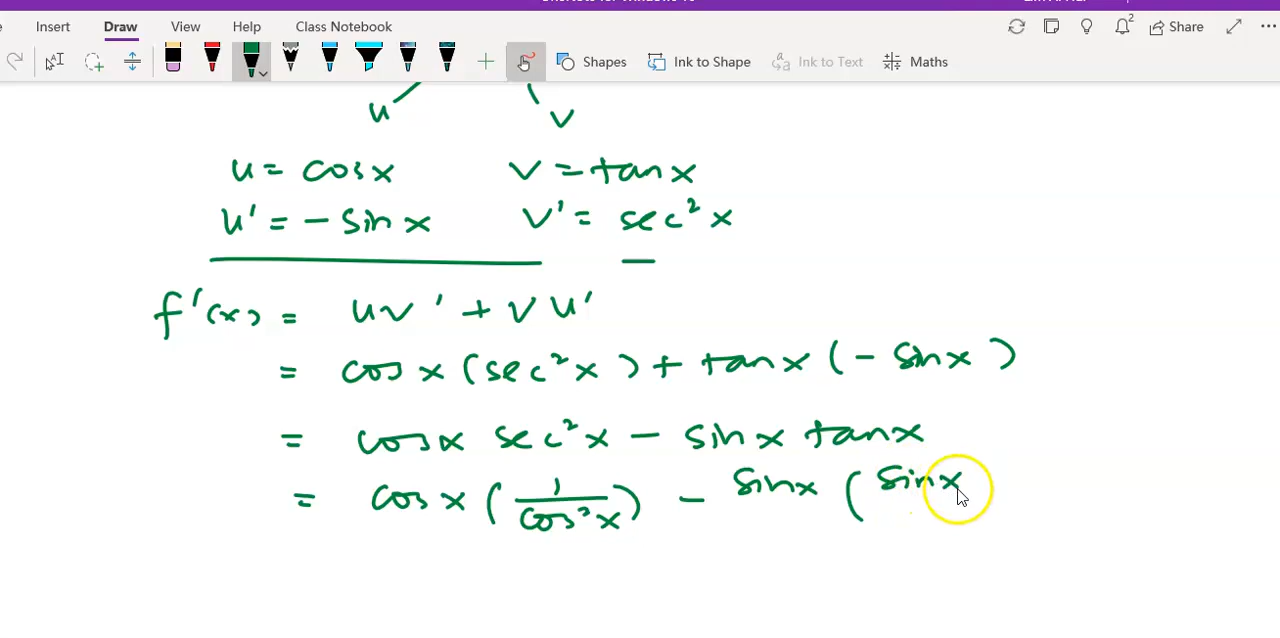 Insert Draw View Help Class Notebook 2 Share
Shapes Ink to Shape Ink to Text Maths
u v
u = cos x v = tan x
u' = - sin x v' = sec² x
f'(x) = uv' + vu'
= cos x (sec² x) + tan x (- sin x)
= cos x sec² x - sin x tan x
= cos x (1/cos² x) - sin x (sin x